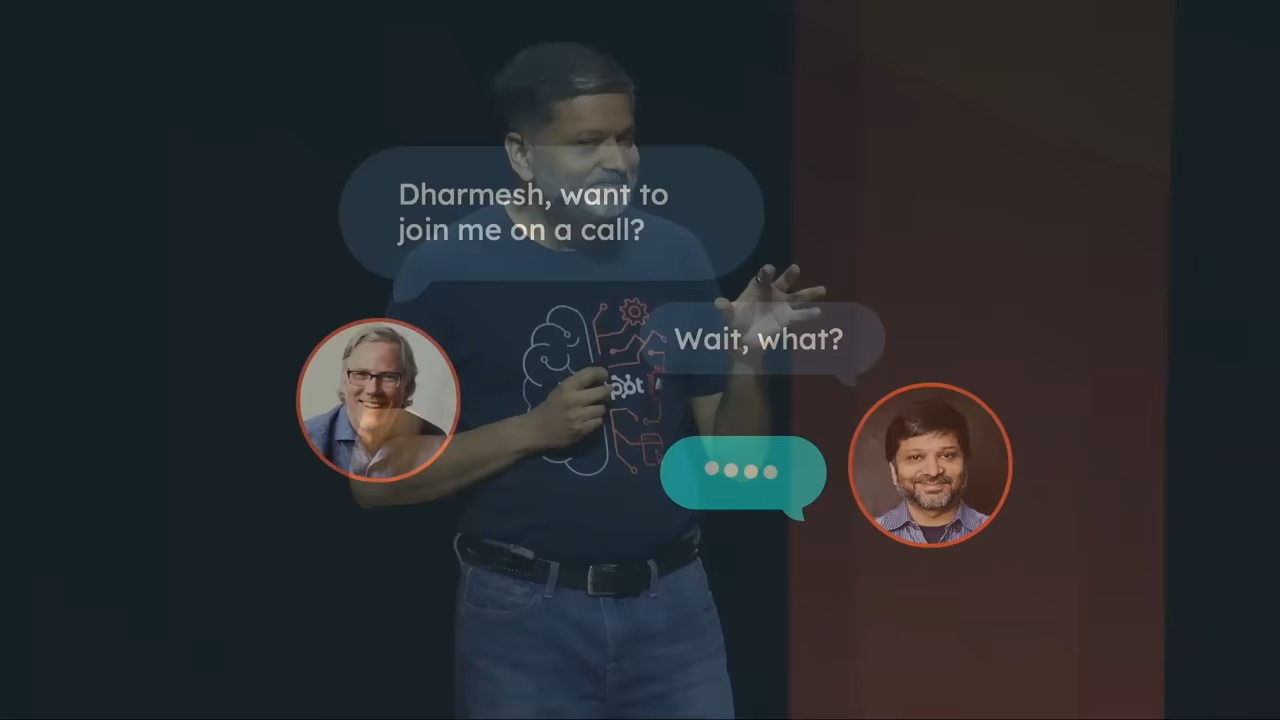 Dharmesh, want to
join me on a call?
Wait, what?